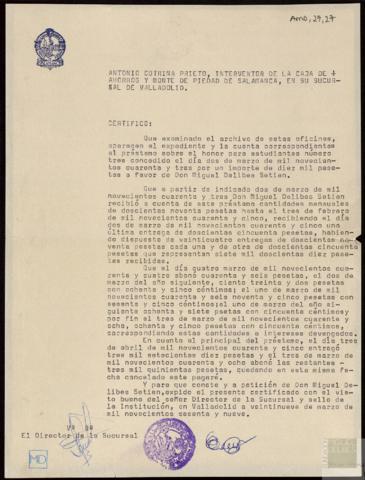 AMD, 29, 27
ANTONIO COTRINA PRIETO, INTERVENTOR DE LA CAJA DE +
AHORROS Y MONTE DE PIEDAD DE SALAMANCA, EN SU SUCUR-
SAL DE VALLADOLID.
CERTIFICO:
Que examinado el archivo de estas oficinas,
aparecen el expediente y la cuenta correspondientes
al préstamo sobre el honor para estudiantes número
tres concedido el día dos de marzo de mil novecien-
tos cuarenta y tres por un importe de diez mil pe-
setas a favor de Don Miguel Delibes Setien.
Que a partir de indicado dos de marzo de mil
novecientos cuarenta y tres Don Miguel Delibes Setien
recibió a cuenta de este préstamo cantidades mensuales
de doscientas noventa pesetas hasta el tres de febrero
de mil novecientos cuarenta y cinco, recibiendo el día
dos de marzo de mil novecientos cuarenta y cinco una
última entrega de doscientas cincuenta pesetas, habien-
do dispuesto de veinticuatro entregas de doscientas no-
venta pesetas cada una y de otra de doscientas cincuenta
pesetas que representan siete mil doscientas diez pese-
tas recibidas.
Que el día cuatro marzo de mil novecientos cua-
renta y cuatro abonó cuarenta y seis pesetas, el dos de
marzo del año siguiente, ciento treinta y dos pesetas
con ochenta y cinco céntimos; el uno de marzo de mil
novecientos cuarenta y seis noventa y cinco pesetas con
sesenta y cinco céntimos; el uno de marzo del año si-
guiente, ochenta y siete pesetas con cincuenta céntimos; y
por fin el tres de marzo de mil novecientos cuarenta y
ocho, ochenta y cinco pesetas con cincuenta céntimos,
correspondiendo estas cantidades a intereses devengados.
En cuanto al principal del préstamo, el día tres
de abril de mil novecientos cuarenta y cinco entregó
tres mil setecientas diez pesetas y el tres de marzo de
mil novecientos cuarenta y ocho abonó las restantes -
tres mil quinientas pesetas, quedando en esta misma fe-
cha cancelado este pagaré.
Y para que conste y a petición de Don Miguel De-
libes Setien, expido el presente certificado con el vis-
to bueno del señor Director de la Sucursal y sello de
la Institución, en Valladolid a veintinueve de marzo de
mil novecientos sesenta y nueve.
Vº Bº
El Director de la Sucursal
MD